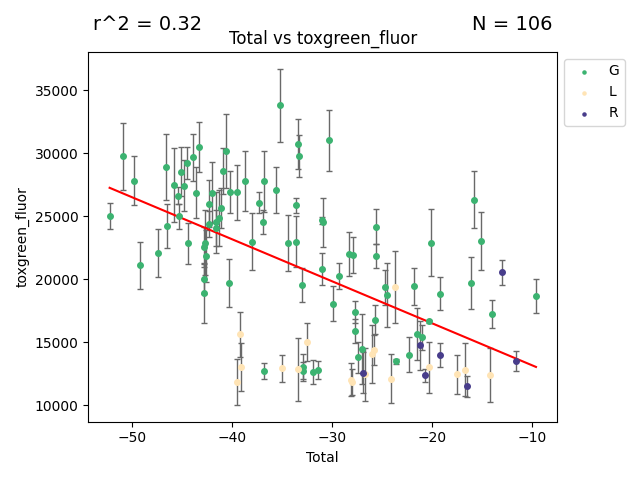 r^2 = 0.32
N = 106
Total vs toxgreen_fluor
G
L
R
35000
30000
25000
20000
15000
10000
toxgreen_fluor
−50
−40
−30
−20
−10
Total